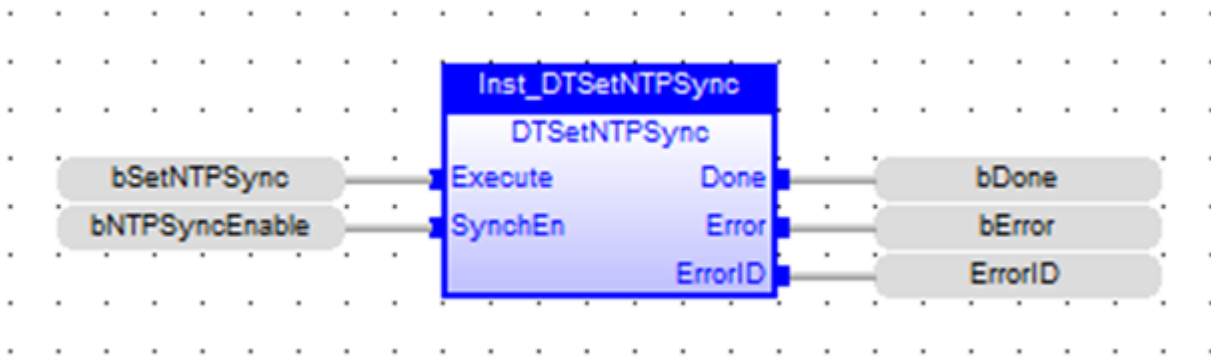 Inst_DTSetNTPSync
DTSetNTPSync
bSetNTPSync Execute Done bDone
bNTPSyncEnable SynchEn Error bError
ErrorID ErrorID